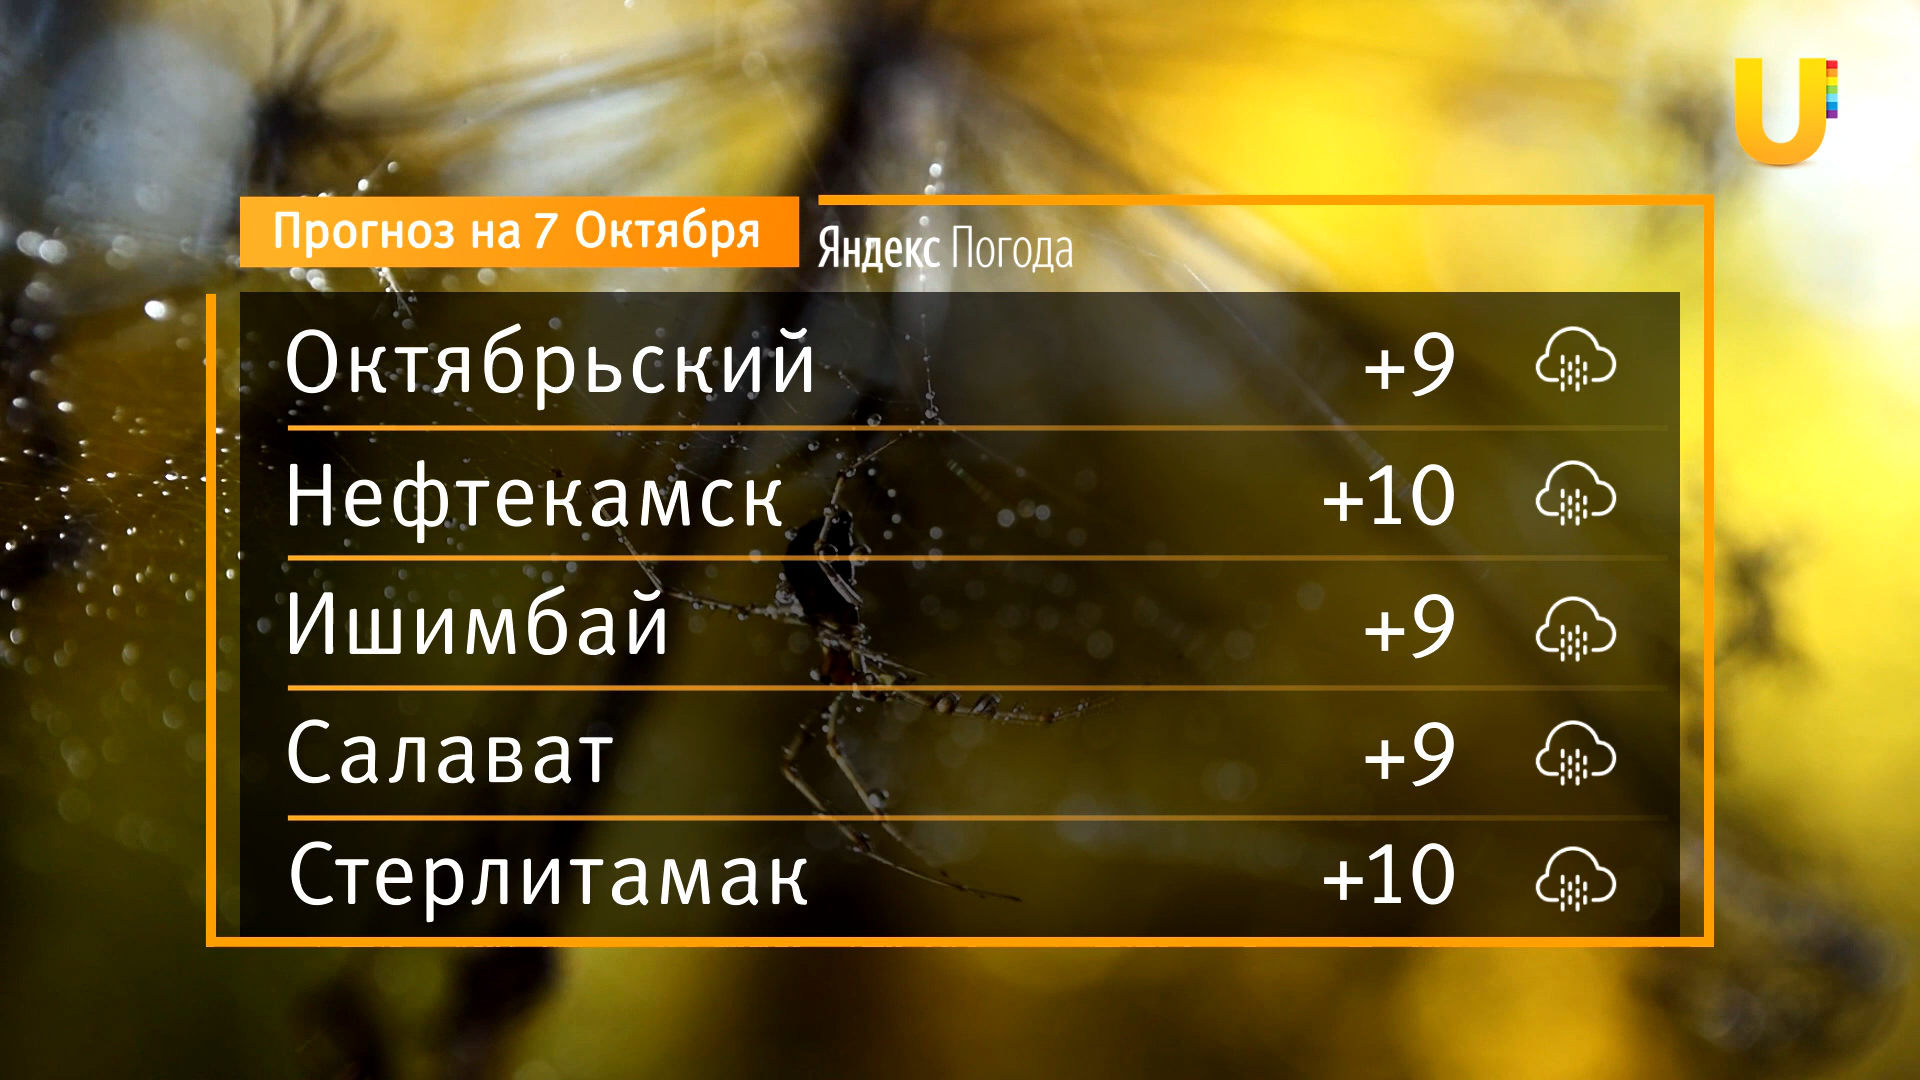 U
Прогноз на 7 Октября
Яндекс Погода
Октябрьский +9
Нефтекамск +10
Ишимбай +9
Салават +9
Стерлитамак +10